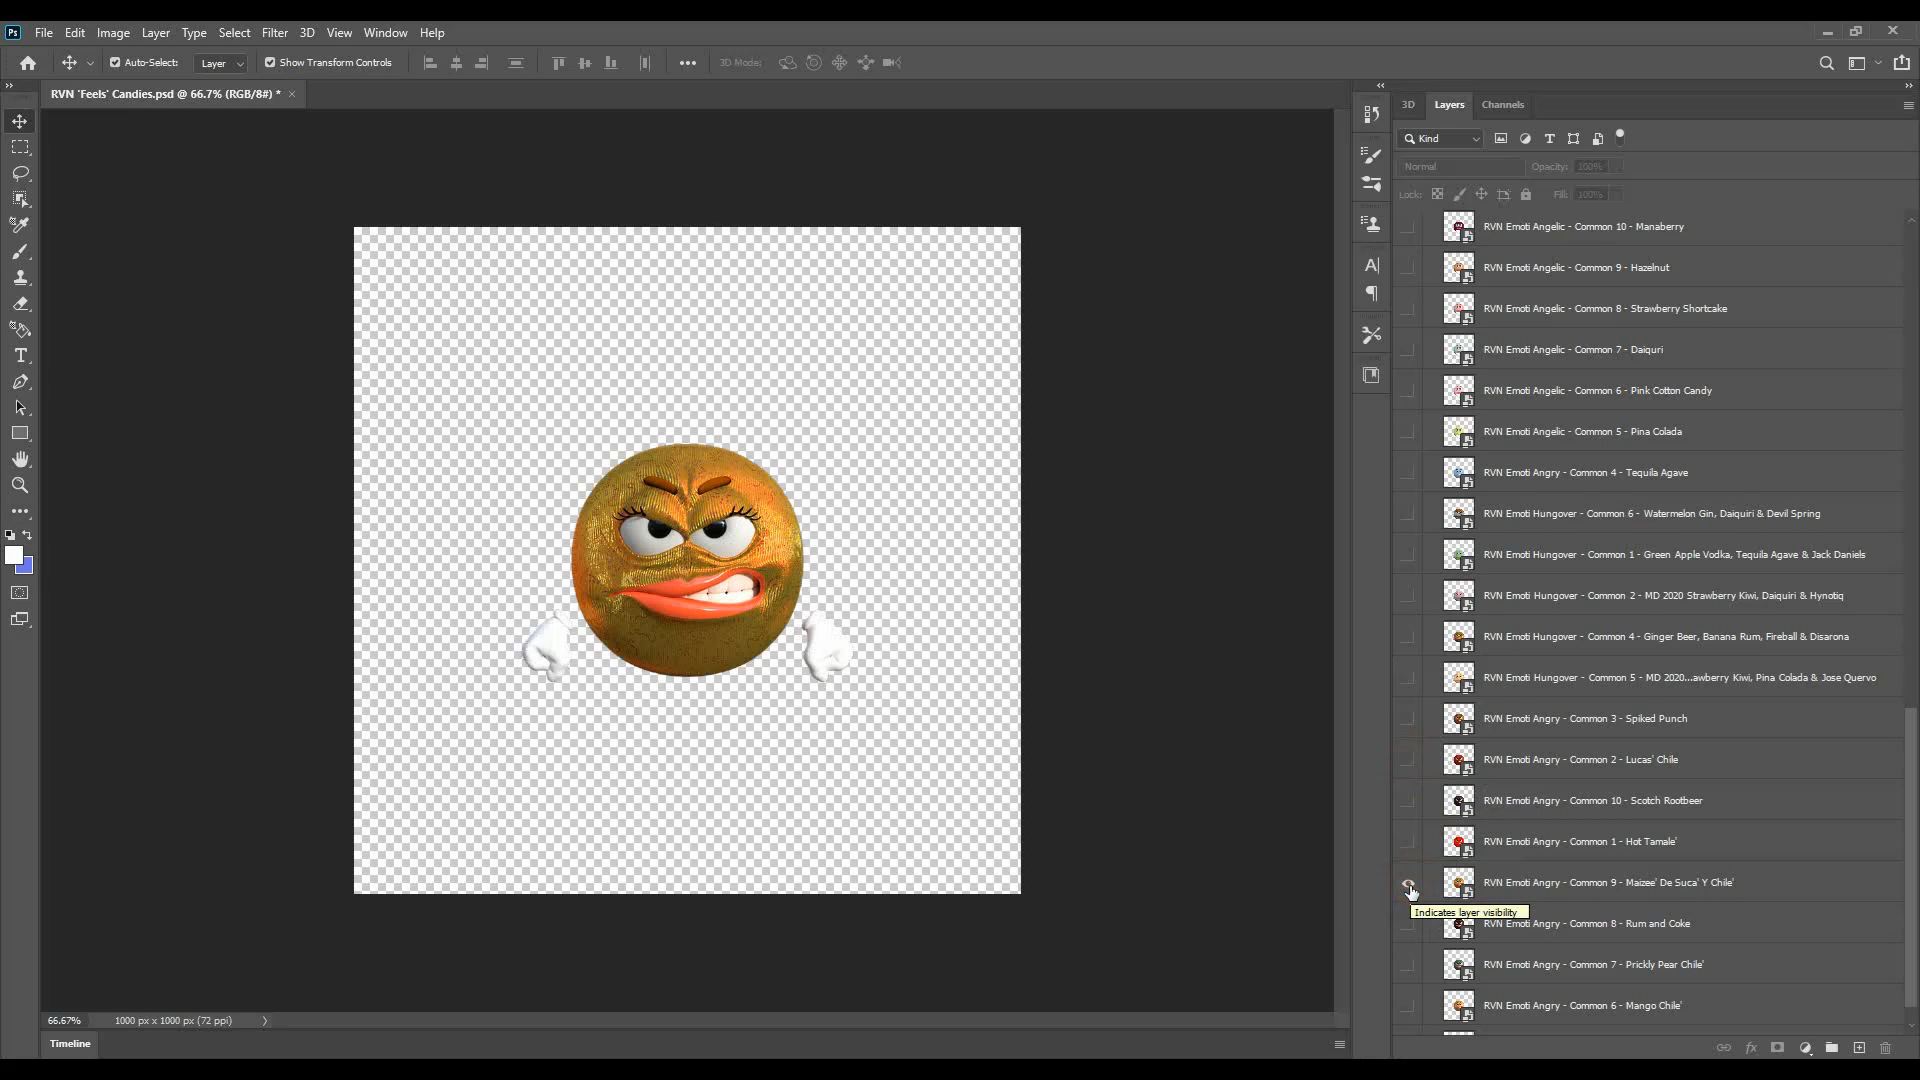 Ps File Edit Image Layer Type Select Filter 3D View Window Help
Auto-Select: Layer Show Transform Controls 3D Mode:
RVN 'Feels' Candies.psd @ 66.7% (RGB/8#) *
3D Layers Channels
Kind
Normal Opacity: 100%
Lock: Fill: 100%
RVN Emoti Angelic - Common 10 - Manaberry
RVN Emoti Angelic - Common 9 - Hazelnut
RVN Emoti Angelic - Common 8 - Strawberry Shortcake
RVN Emoti Angelic - Common 7 - Daiquri
RVN Emoti Angelic - Common 6 - Pink Cotton Candy
RVN Emoti Angelic - Common 5 - Pina Colada
RVN Emoti Angry - Common 4 - Tequila Agave
RVN Emoti Hungover - Common 6 - Watermelon Gin, Daiquiri & Devil Spring
RVN Emoti Hungover - Common 1 - Green Apple Vodka, Tequila Agave & Jack Daniels
RVN Emoti Hungover - Common 2 - MD 2020 Strawberry Kiwi, Daiquiri & Hynotiq
RVN Emoti Hungover - Common 4 - Ginger Beer, Banana Rum, Fireball & Disarona
RVN Emoti Hungover - Common 5 - MD 2020...awberry Kiwi, Pina Colada & Jose Quervo
RVN Emoti Angry - Common 3 - Spiked Punch
RVN Emoti Angry - Common 2 - Lucas' Chile
RVN Emoti Angry - Common 10 - Scotch Rootbeer
RVN Emoti Angry - Common 1 - Hot Tamale'
RVN Emoti Angry - Common 9 - Maizee' De Suca' Y Chile'
Indicates layer visibility
RVN Emoti Angry - Common 8 - Rum and Coke
RVN Emoti Angry - Common 7 - Prickly Pear Chile'
RVN Emoti Angry - Common 6 - Mango Chile'
66.67% 1000 px x 1000 px (72 ppi)
Timeline